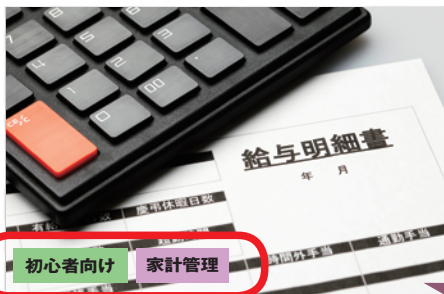 給与明細書
年 月
慶弔休暇日数
時間外手当 通勤手当
初心者向け 家計管理